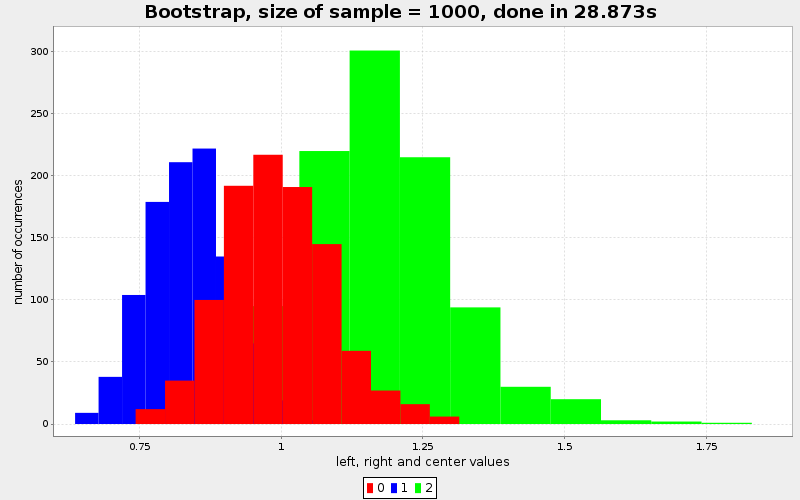 Bootstrap, size of sample = 1000, done in 28.873s
number of occurrences
300
250
200
150
100
50
0
0.75 1 1.25 1.5 1.75
left, right and center values
0 1 2